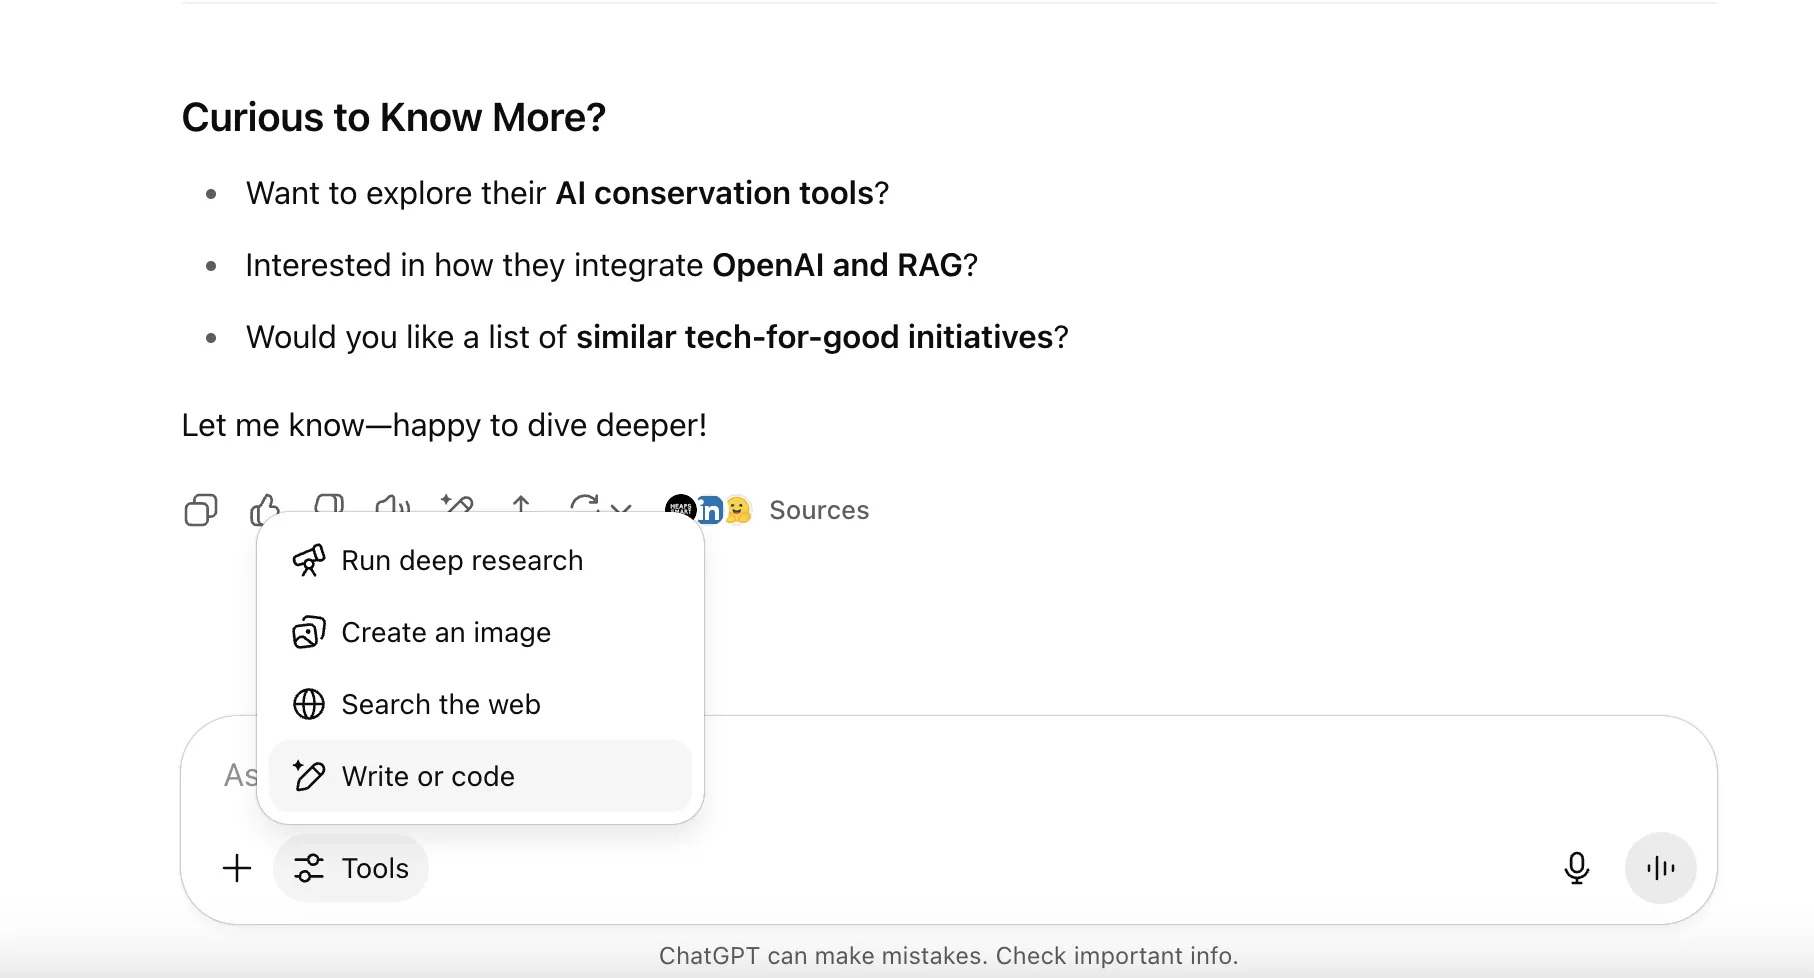 Curious to Know More?
Want to explore their AI conservation tools?
Interested in how they integrate OpenAI and RAG?
Would you like a list of similar tech-for-good initiatives?
Let me know—happy to dive deeper!
in
Sources
Run deep research
Create an image
Search the web
As
Write or code
Tools
ChatGPT can make mistakes. Check important info.